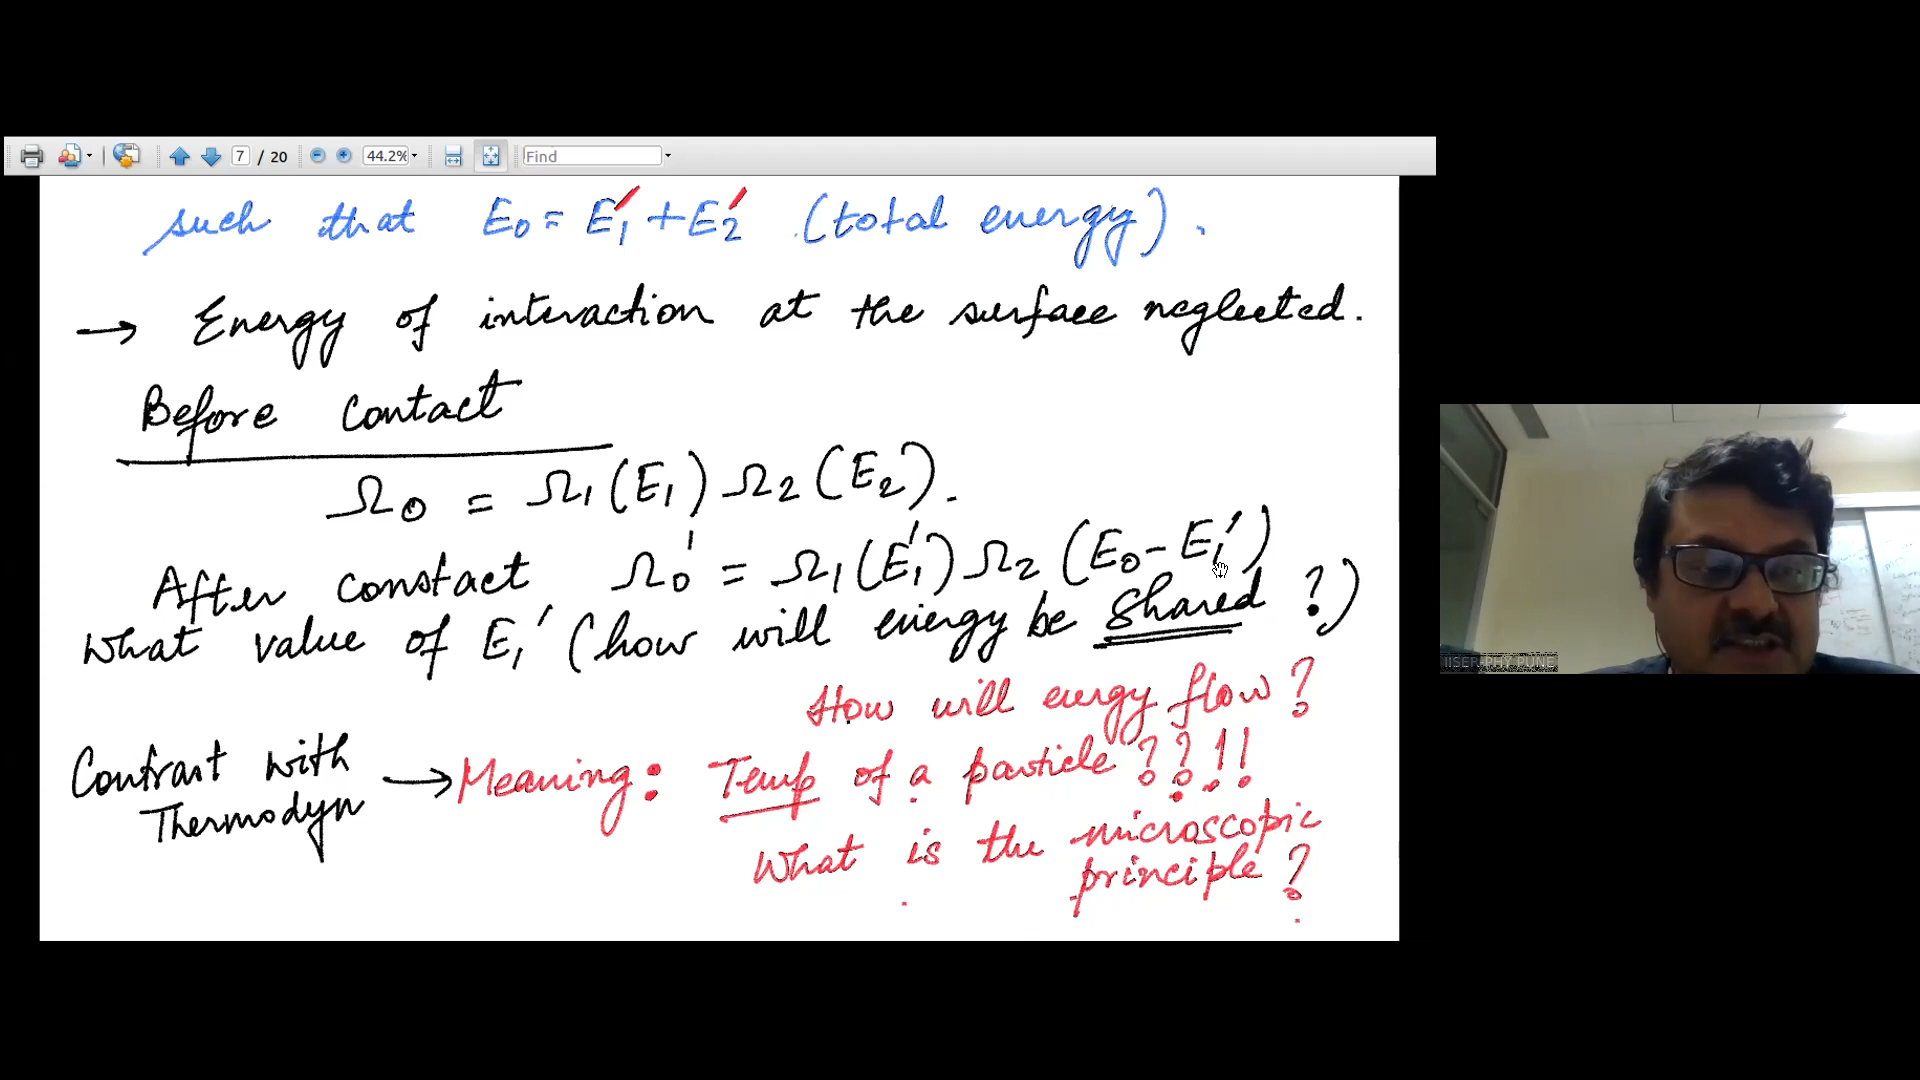 7 / 20 44.2% Find
such that E₀ = E₁′ + E₂′ (total energy).
→ Energy of interaction at the surface neglected.
Before contact
Ω₀ = Ω₁(E₁) Ω₂(E₂).
After constact Ω₀′ = Ω₁(E₁′) Ω₂(E₀ - E₁′)
What value of E₁′ (how will energy be shared ?)
How will energy flow ?
Contrast with Thermodyn → Meaning: Temp of a particle ??!!
What is the microscopic
principle ?
IISER PHY PUNE